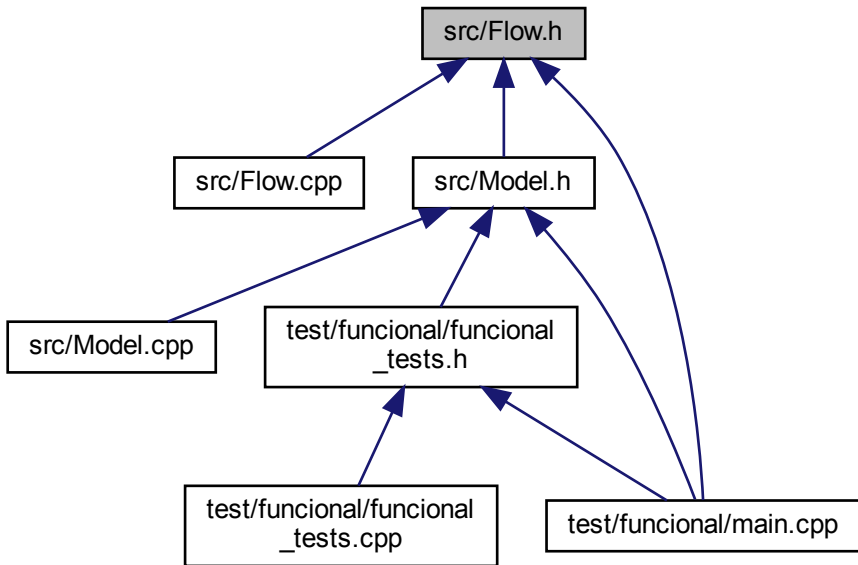 src/Flow.h
src/Flow.cpp
src/Model.h
src/Model.cpp
test/funcional/funcional
_tests.h
test/funcional/funcional
_tests.cpp
test/funcional/main.cpp